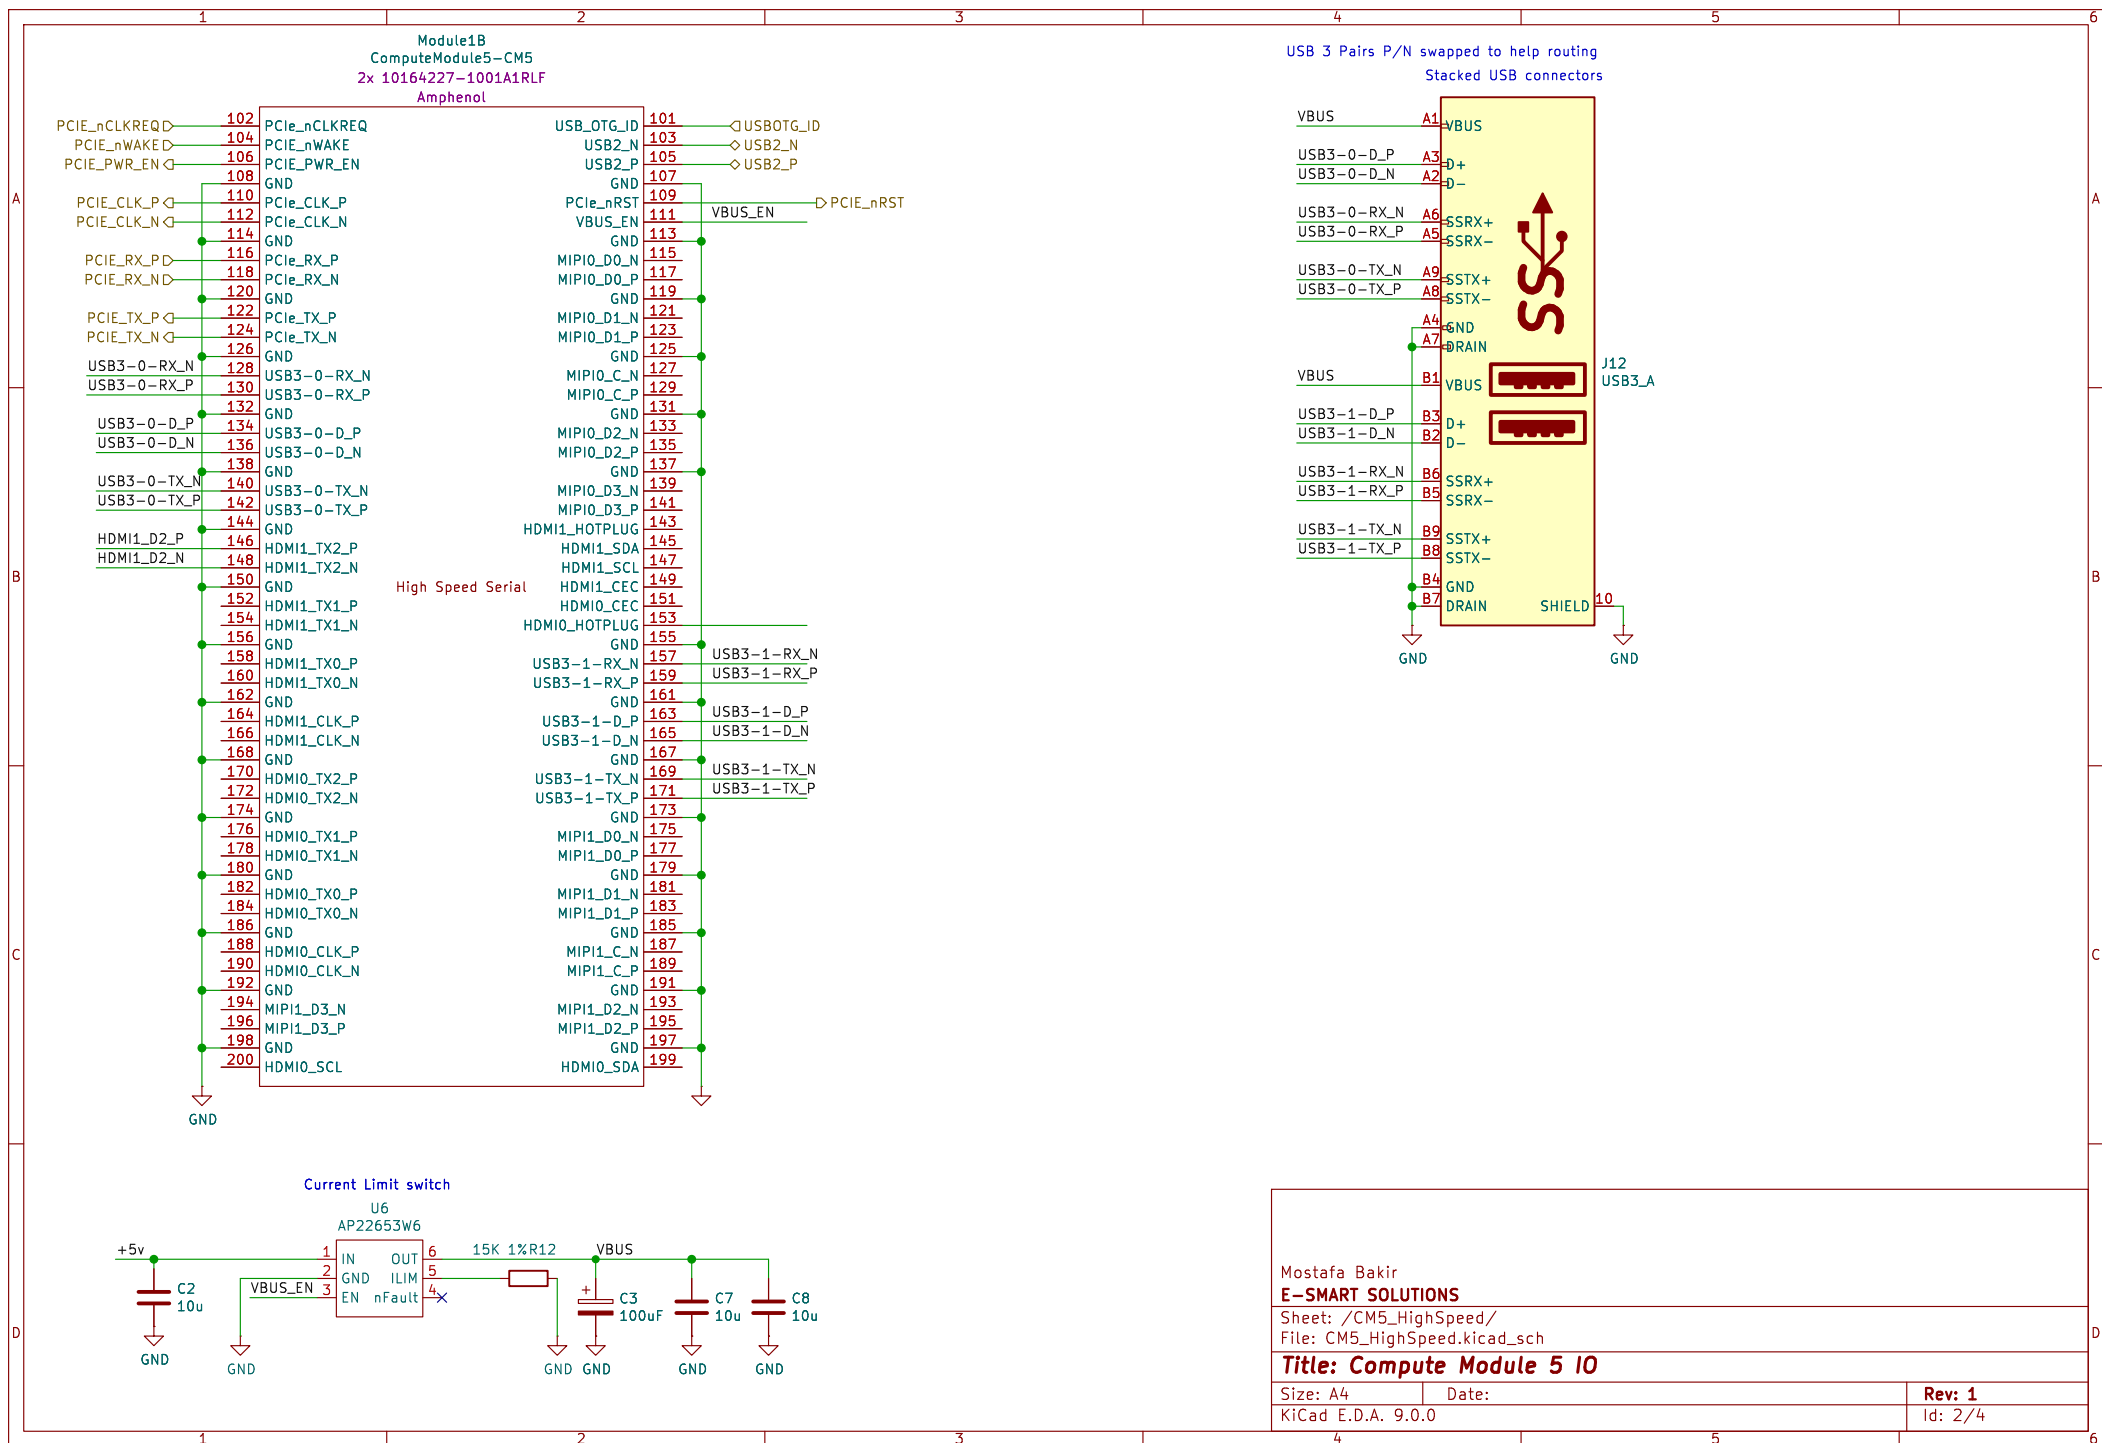 1 2 3 4 5 6
Module1B
ComputeModule5-CM5
2x 10164227-1001A1RLF
Amphenol
PCIE_nCLKREQ 102 PCIe_nCLKREQ USB_OTG_ID 101 USBOTG_ID
PCIE_nWAKE 104 PCIE_nWAKE USB2_N 103 USB2_N
PCIE_PWR_EN 106 PCIE_PWR_EN USB2_P 105 USB2_P
108 GND GND 107
PCIE_CLK_P 110 PCIe_CLK_P PCIe_nRST 109 PCIE_nRST
PCIE_CLK_N 112 PCIe_CLK_N VBUS_EN 111 VBUS_EN
114 GND GND 113
PCIE_RX_P 116 PCIe_RX_P MIPI0_D0_N 115
PCIE_RX_N 118 PCIe_RX_N MIPI0_D0_P 117
120 GND GND 119
PCIE_TX_P 122 PCIe_TX_P MIPI0_D1_N 121
PCIE_TX_N 124 PCIe_TX_N MIPI0_D1_P 123
126 GND GND 125
USB3-0-RX_N 128 USB3-0-RX_N MIPI0_C_N 127
USB3-0-RX_P 130 USB3-0-RX_P MIPI0_C_P 129
132 GND GND 131
USB3-0-D_P 134 USB3-0-D_P MIPI0_D2_N 133
USB3-0-D_N 136 USB3-0-D_N MIPI0_D2_P 135
138 GND GND 137
USB3-0-TX_N 140 USB3-0-TX_N MIPI0_D3_N 139
USB3-0-TX_P 142 USB3-0-TX_P MIPI0_D3_P 141
144 GND HDMI1_HOTPLUG 143
HDMI1_D2_P 146 HDMI1_TX2_P HDMI1_SDA 145
HDMI1_D2_N 148 HDMI1_TX2_N HDMI1_SCL 147
150 GND High Speed Serial HDMI1_CEC 149
152 HDMI1_TX1_P HDMI0_CEC 151
154 HDMI1_TX1_N HDMI0_HOTPLUG 153
156 GND GND 155
158 HDMI1_TX0_P USB3-1-RX_N 157 USB3-1-RX_N
160 HDMI1_TX0_N USB3-1-RX_P 159 USB3-1-RX_P
162 GND GND 161
164 HDMI1_CLK_P USB3-1-D_P 163 USB3-1-D_P
166 HDMI1_CLK_N USB3-1-D_N 165 USB3-1-D_N
168 GND GND 167
170 HDMI0_TX2_P USB3-1-TX_N 169 USB3-1-TX_N
172 HDMI0_TX2_N USB3-1-TX_P 171 USB3-1-TX_P
174 GND GND 173
176 HDMI0_TX1_P MIPI1_D0_N 175
178 HDMI0_TX1_N MIPI1_D0_P 177
180 GND GND 179
182 HDMI0_TX0_P MIPI1_D1_N 181
184 HDMI0_TX0_N MIPI1_D1_P 183
186 GND GND 185
188 HDMI0_CLK_P MIPI1_C_N 187
190 HDMI0_CLK_N MIPI1_C_P 189
192 GND GND 191
194 MIPI1_D3_N MIPI1_D2_N 193
196 MIPI1_D3_P MIPI1_D2_P 195
198 GND GND 197
200 HDMI0_SCL HDMI0_SDA 199
GND
USB 3 Pairs P/N swapped to help routing
Stacked USB connectors
VBUS A1 VBUS
USB3-0-D_P A3 D+
USB3-0-D_N A2 D-
USB3-0-RX_N A6 SSRX+
USB3-0-RX_P A5 SSRX-
USB3-0-TX_N A9 SSTX+
USB3-0-TX_P A8 SSTX-
SS
A4 GND
A7 DRAIN
J12
USB3_A
VBUS B1 VBUS
USB3-1-D_P B3 D+
USB3-1-D_N B2 D-
USB3-1-RX_N B6 SSRX+
USB3-1-RX_P B5 SSRX-
USB3-1-TX_N B9 SSTX+
USB3-1-TX_P B8 SSTX-
B4 GND
B7 DRAIN SHIELD 10
GND GND
A A
B B
C C
D D
Current Limit switch
U6
AP22653W6
+5v 1 IN OUT 6 15K 1% R12 VBUS
2 GND ILIM 5
VBUS_EN 3 EN nFault 4
C2
10u
+ C3
100uF
C7
10u
C8
10u
GND GND GND GND GND GND
Mostafa Bakir
E-SMART SOLUTIONS
Sheet: /CM5_HighSpeed/
File: CM5_HighSpeed.kicad_sch
Title: Compute Module 5 IO
Size: A4 Date: Rev: 1
KiCad E.D.A. 9.0.0 Id: 2/4
1 2 3 4 5 6